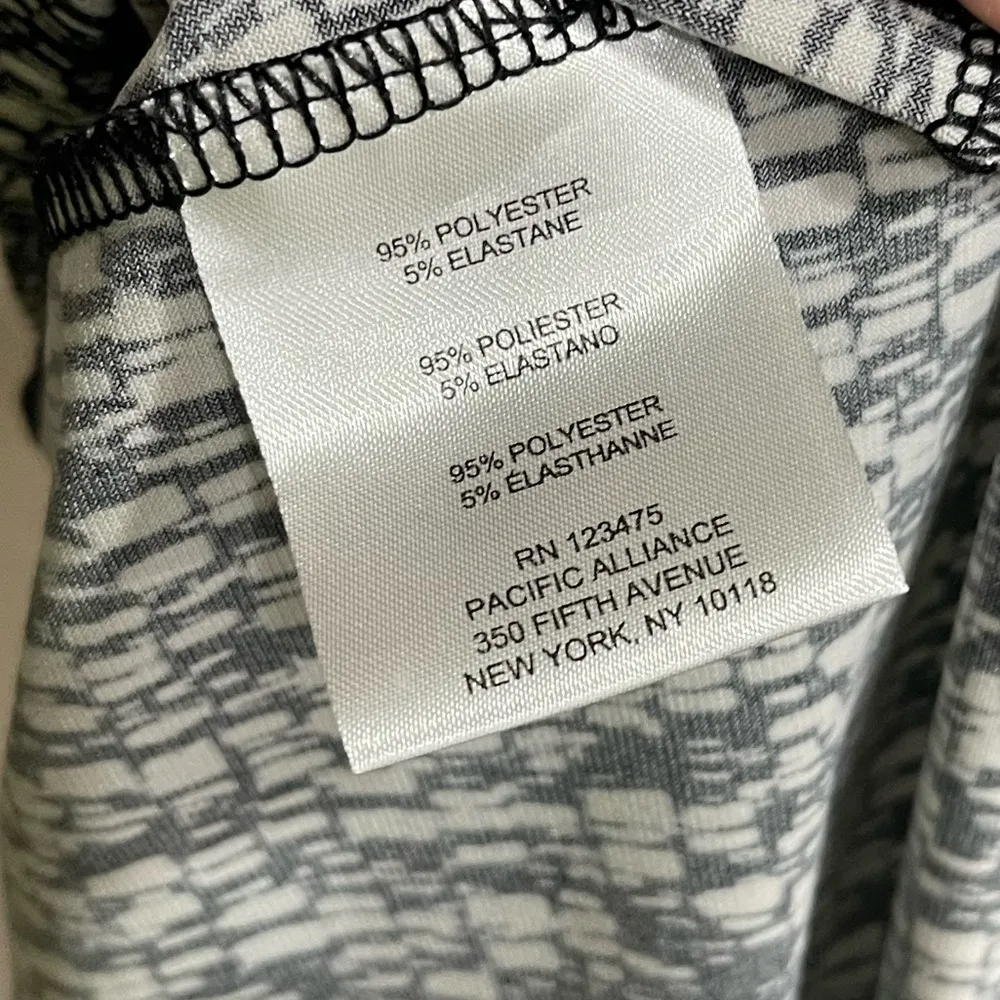 95% POLYESTER
5% ELASTANE
95% POLIESTER
5% ELASTANO
95% POLYESTER
5% ÉLASTHANNE
RN 123475
PACIFIC ALLIANCE
350 FIFTH AVENUE
NEW YORK, NY 10118